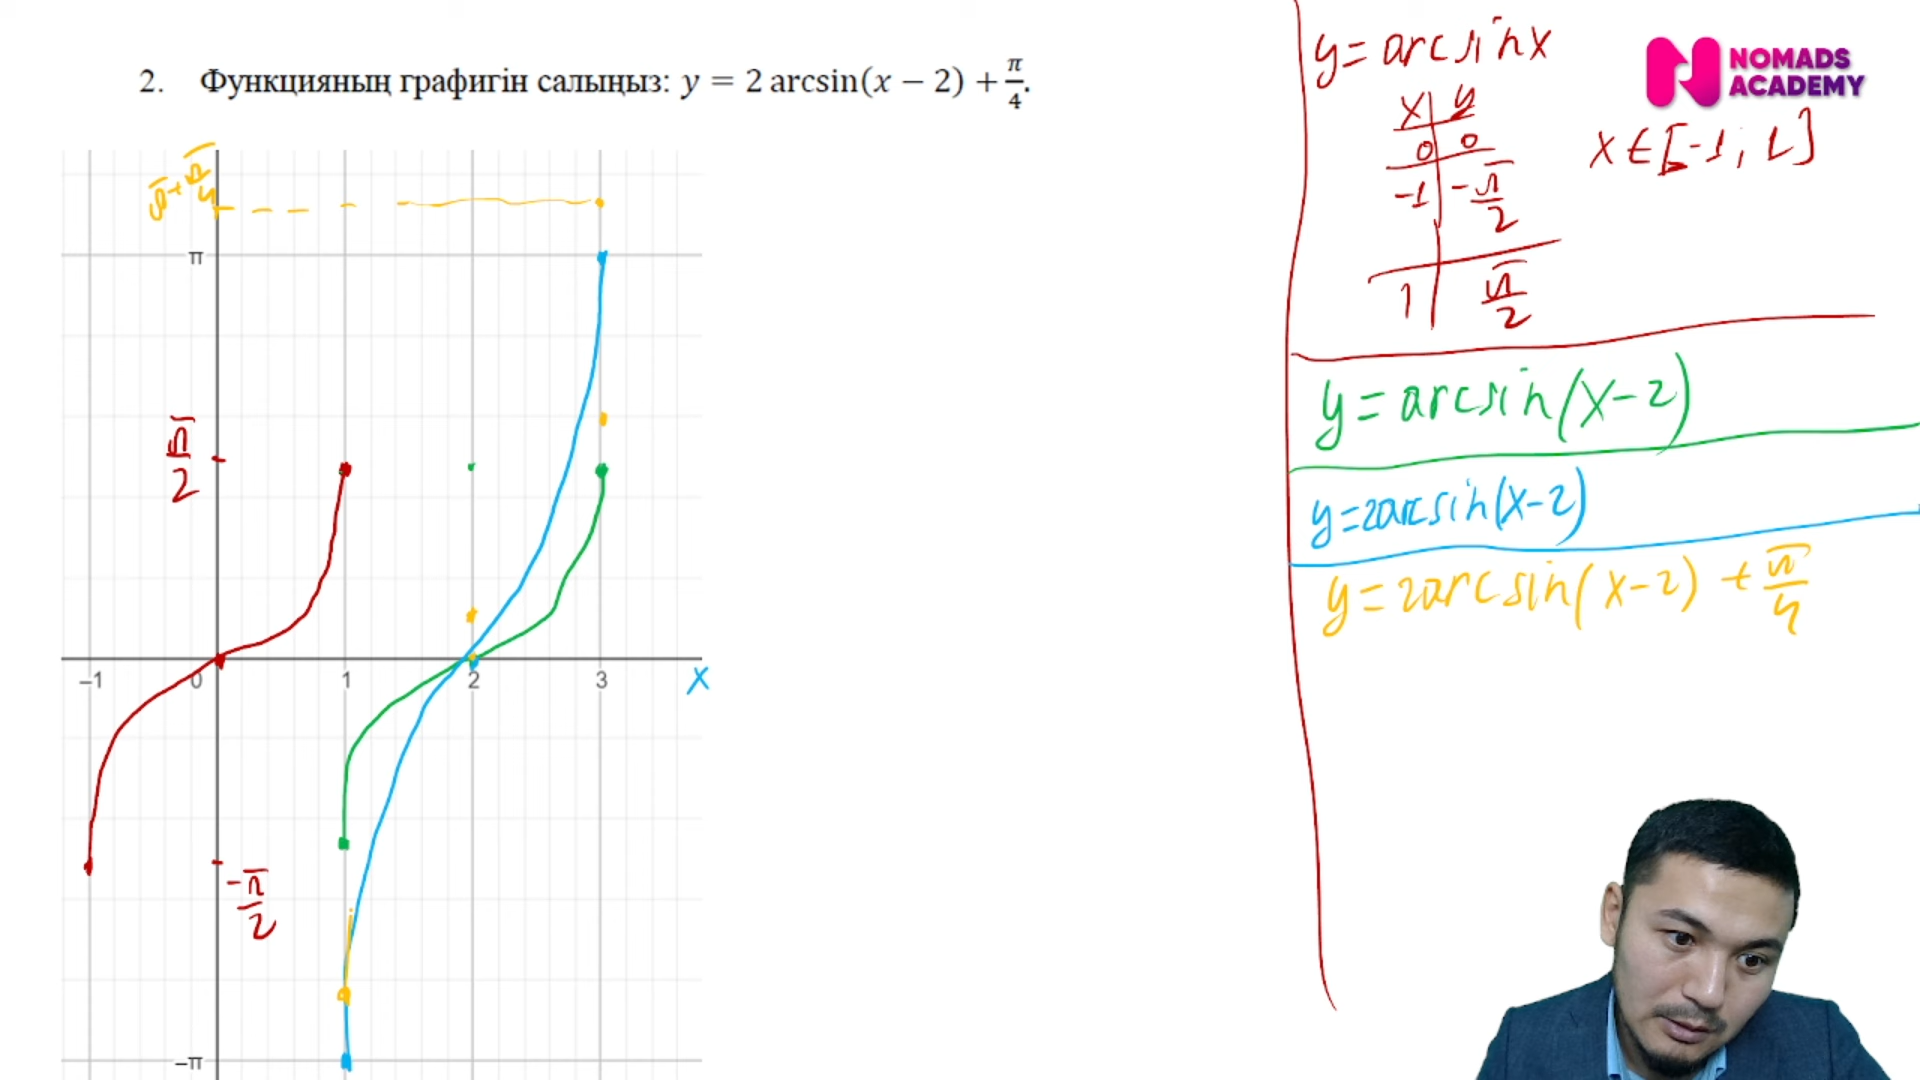 2. Функцияның графигін салыңыз: y = 2 arcsin(x − 2) + π/4.
π+π/4
π
π/2
−1 0 1 2 3 x
-π/2
−π
y = arcsinx
x y
0 0
-1 -π/2
1 π/2
x∈[-1; 1]
NOMADS
ACADEMY
y = arcsin(x-2)
y=2arcsin(x-2)
y=2arcsin(x-2) + π/4